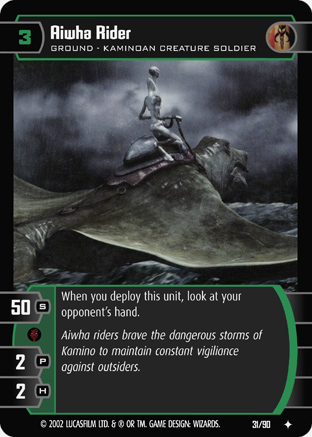 3
Aiwha Rider
GROUND - KAMINOAN CREATURE SOLDIER
50 S
When you deploy this unit, look at your
opponent's hand.
Aiwha riders brave the dangerous storms of
Kamino to maintain constant vigilance
against outsiders.
2 P
2 H
© 2002 LUCASFILM LTD. & ® OR TM. GAME DESIGN: WIZARDS. 31/90